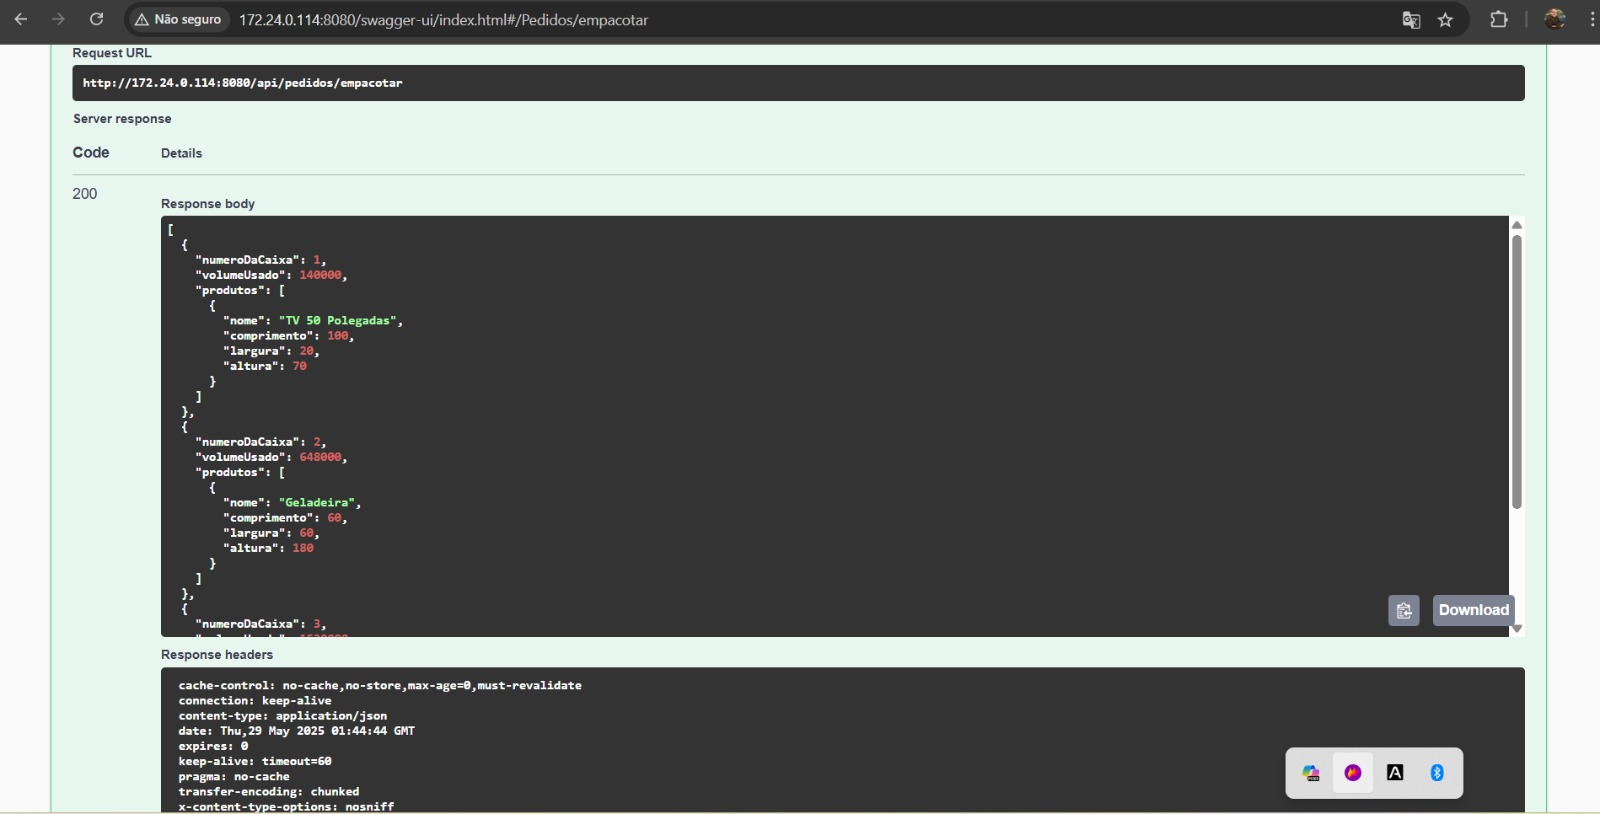 Não seguro
172.24.0.114:8080/swagger-ui/index.html#/Pedidos/empacotar
Request URL
http://172.24.0.114:8080/api/pedidos/empacotar
Server response
Code Details
200
Response body
[
{
"numeroDaCaixa": 1,
"volumeUsado": 140000,
"produtos": [
{
"nome": "TV 50 Polegadas",
"comprimento": 100,
"largura": 20,
"altura": 70
}
]
},
{
"numeroDaCaixa": 2,
"volumeUsado": 648000,
"produtos": [
{
"nome": "Geladeira",
"comprimento": 60,
"largura": 60,
"altura": 180
}
]
},
{
"numeroDaCaixa": 3,
Download
Response headers
cache-control: no-cache,no-store,max-age=0,must-revalidate
connection: keep-alive
content-type: application/json
date: Thu,29 May 2025 01:44:44 GMT
expires: 0
keep-alive: timeout=60
pragma: no-cache
transfer-encoding: chunked
x-content-type-options: nosniff
A